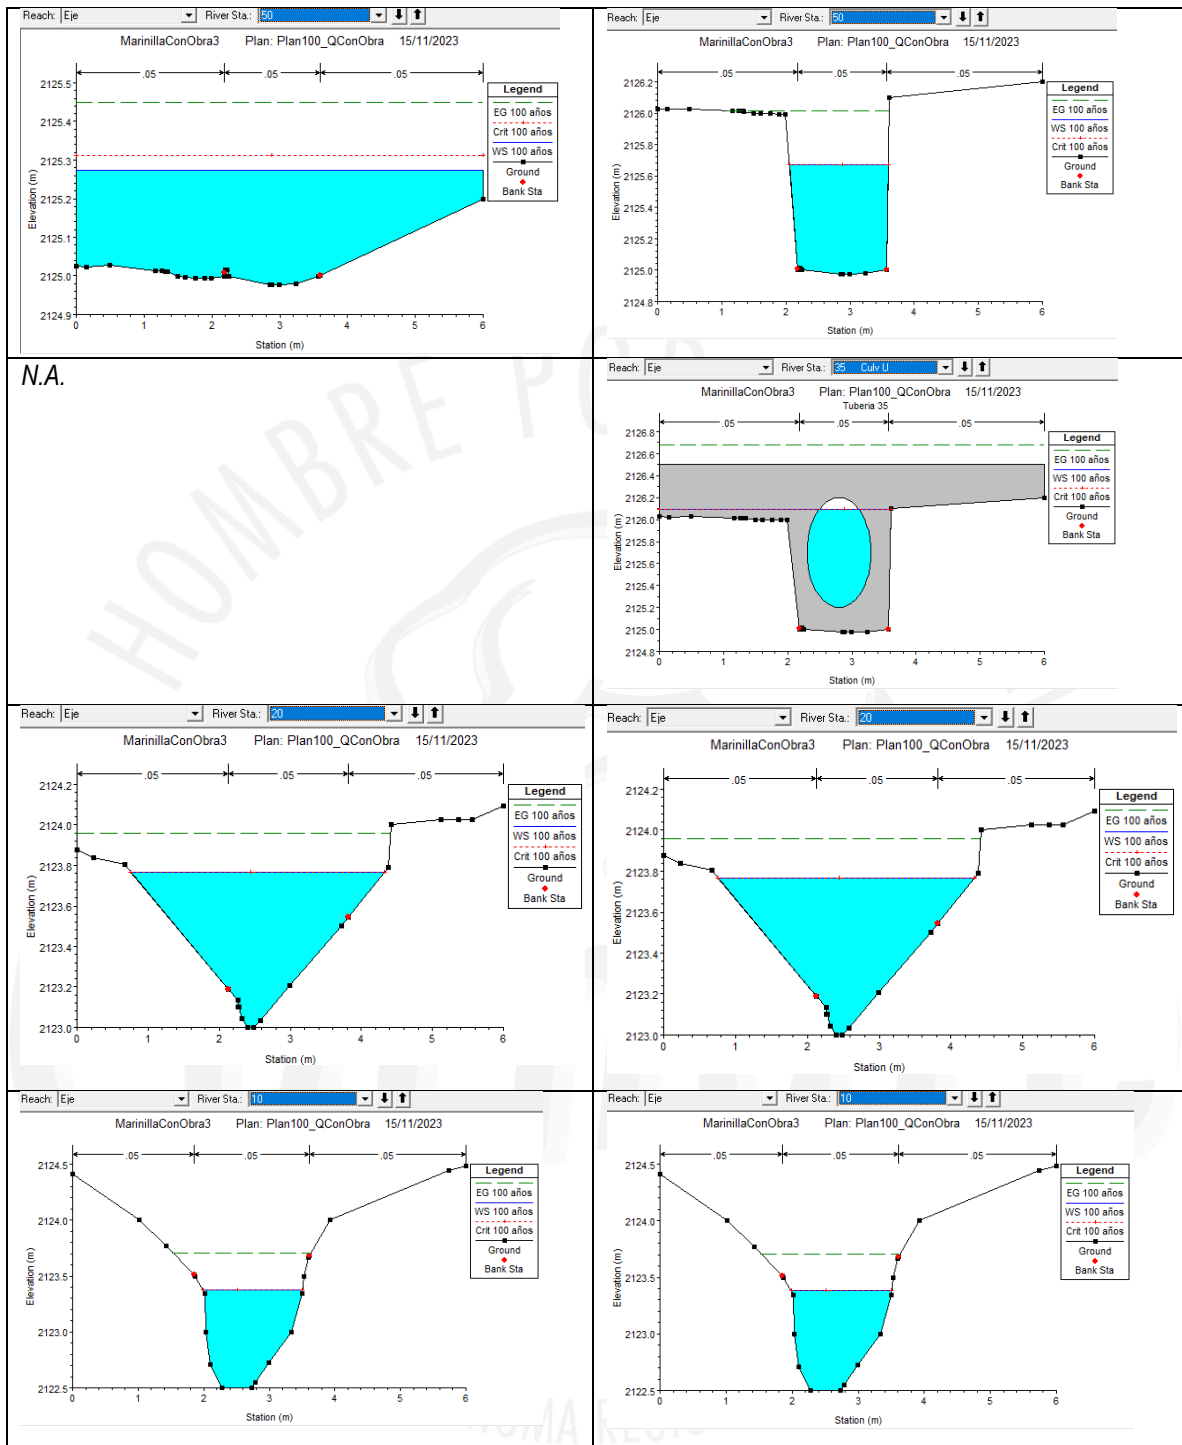 Reach: Eje River Sta.: 50
MarinillaConObra3 Plan: Plan100_QConObra 15/11/2023
.05 .05 .05
Legend
EG 100 años
Crit 100 años
WS 100 años
Ground
Bank Sta
Elevation (m)
2125.5
2125.4
2125.3
2125.2
2125.1
2125.0
2124.9
0 1 2 3 4 5 6
Station (m)
Reach: Eje River Sta.: 50
MarinillaConObra3 Plan: Plan100_QConObra 15/11/2023
.05 .05 .05
Legend
EG 100 años
WS 100 años
Crit 100 años
Ground
Bank Sta
Elevation (m)
2126.2
2126.0
2125.8
2125.6
2125.4
2125.2
2125.0
2124.8
0 1 2 3 4 5 6
Station (m)
N.A.
Reach: Eje River Sta.: 35 Culv U
MarinillaConObra3 Plan: Plan100_QConObra 15/11/2023
Tuberia 35
.05 .05 .05
Legend
EG 100 años
WS 100 años
Crit 100 años
Ground
Bank Sta
Elevation (m)
2126.8
2126.6
2126.4
2126.2
2126.0
2125.8
2125.6
2125.4
2125.2
2125.0
2124.8
0 1 2 3 4 5 6
Station (m)
Reach: Eje River Sta.: 20
MarinillaConObra3 Plan: Plan100_QConObra 15/11/2023
.05 .05 .05
Legend
EG 100 años
WS 100 años
Crit 100 años
Ground
Bank Sta
Elevation (m)
2124.2
2124.0
2123.8
2123.6
2123.4
2123.2
2123.0
0 1 2 3 4 5 6
Station (m)
Reach: Eje River Sta.: 20
MarinillaConObra3 Plan: Plan100_QConObra 15/11/2023
.05 .05 .05
Legend
EG 100 años
WS 100 años
Crit 100 años
Ground
Bank Sta
Elevation (m)
2124.2
2124.0
2123.8
2123.6
2123.4
2123.2
2123.0
0 1 2 3 4 5 6
Station (m)
Reach: Eje River Sta.: 10
MarinillaConObra3 Plan: Plan100_QConObra 15/11/2023
.05 .05 .05
Legend
EG 100 años
WS 100 años
Crit 100 años
Ground
Bank Sta
Elevation (m)
2124.5
2124.0
2123.5
2123.0
2122.5
0 1 2 3 4 5 6
Station (m)
Reach: Eje River Sta.: 10
MarinillaConObra3 Plan: Plan100_QConObra 15/11/2023
.05 .05 .05
Legend
EG 100 años
WS 100 años
Crit 100 años
Ground
Bank Sta
Elevation (m)
2124.5
2124.0
2123.5
2123.0
2122.5
0 1 2 3 4 5 6
Station (m)
HOMBRE